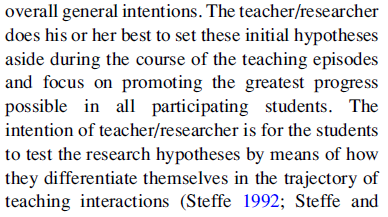 overall general intentions. The teacher/researcher
does his or her best to set these initial hypotheses
aside during the course of the teaching episodes
and focus on promoting the greatest progress
possible in all participating students. The
intention of teacher/researcher is for the students
to test the research hypotheses by means of how
they differentiate themselves in the trajectory of
teaching interactions (Steffe 1992; Steffe and